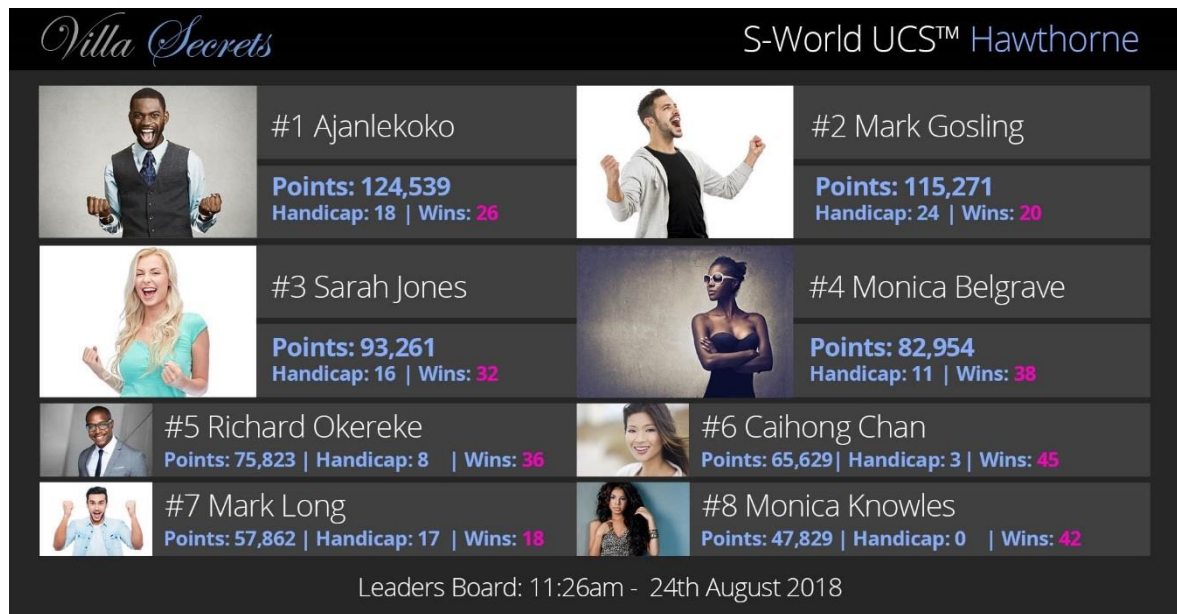 Villa Secrets
S-World UCS™ Hawthorne
#1 Ajanlekoko
Points: 124,539
Handicap: 18 | Wins: 26
#2 Mark Gosling
Points: 115,271
Handicap: 24 | Wins: 20
#3 Sarah Jones
Points: 93,261
Handicap: 16 | Wins: 32
#4 Monica Belgrave
Points: 82,954
Handicap: 11 | Wins: 38
#5 Richard Okereke
Points: 75,823 | Handicap: 8 | Wins: 36
#6 Caihong Chan
Points: 65,629| Handicap: 3| Wins: 45
#7 Mark Long
Points: 57,862 | Handicap: 17 | Wins: 18
#8 Monica Knowles
Points: 47,829 | Handicap: 0 | Wins: 42
Leaders Board: 11:26am - 24th August 2018